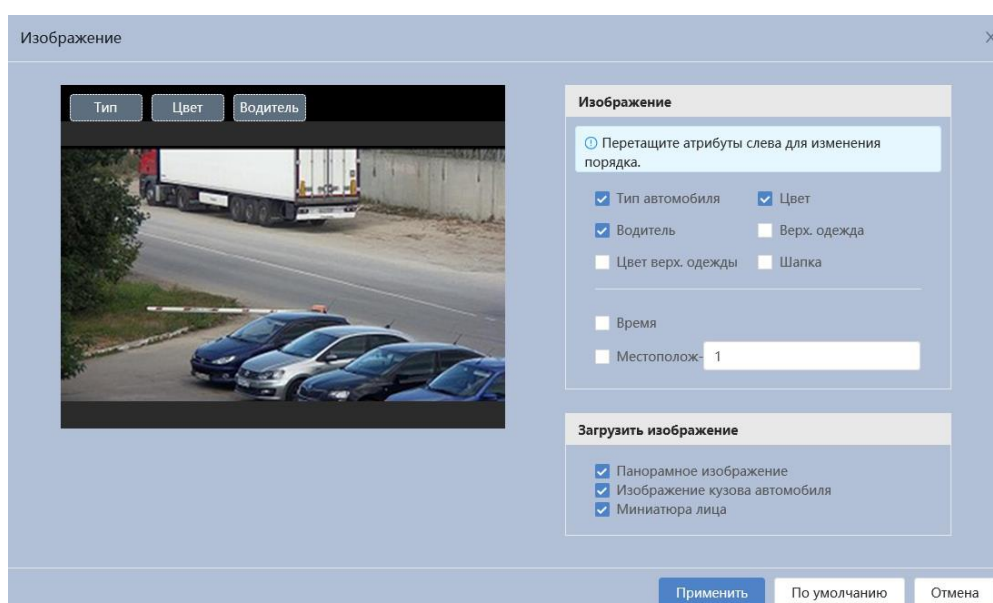 Изображение
Тип Цвет Водитель
Изображение
Перетащите атрибуты слева для изменения
порядка.
Тип автомобиля Цвет
Водитель Верх. одежда
Цвет верх. одежды Шапка
Время
Местополож- 1
Загрузить изображение
Панорамное изображение
Изображение кузова автомобиля
Миниатюра лица
Применить По умолчанию Отмена